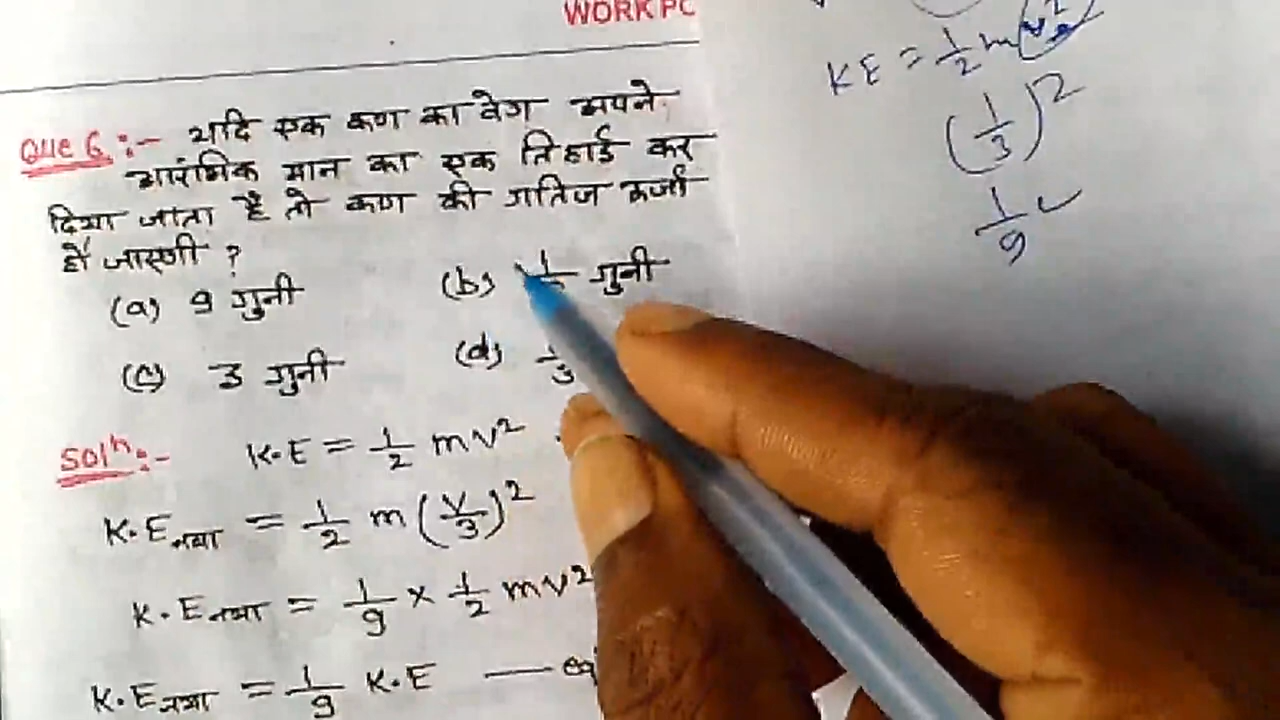 WORK
Que 6:- यदि एक कण का वेग अपने
आरंभिक मान का एक तिहाई कर
दिया जाता है तो कण की गतिज ऊर्जा
हो जाएगी ?
(a) 9 गुनी (b) गुनी
(c) 3 गुनी (d)
Solⁿ:- K.E = 1/2 mv²
K.E नया = 1/2 m (v/3)²
K.E नया = 1/9 × 1/2 mv²
K.E नया = 1/9 K.E —
KE = 1/2 m
(1/3)²
1/9